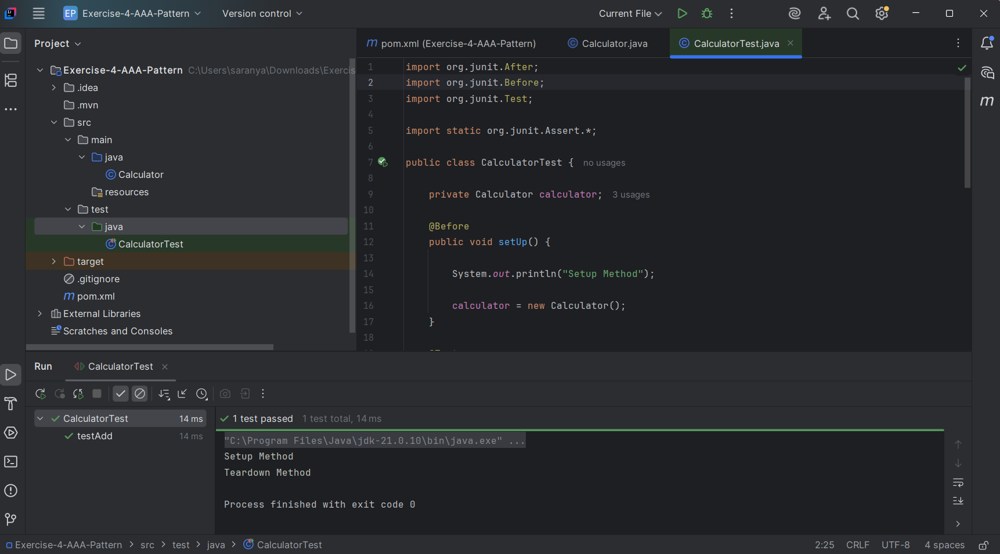 EP Exercise-4-AAA-Pattern Version control Current File
Project
Exercise-4-AAA-Pattern C:\Users\saranya\Downloads\Exercis
.idea
.mvn
src
main
java
Calculator
resources
test
java
CalculatorTest
target
.gitignore
pom.xml
External Libraries
Scratches and Consoles
pom.xml (Exercise-4-AAA-Pattern) Calculator.java CalculatorTest.java
1 import org.junit.After;
2 import org.junit.Before;
3 import org.junit.Test;
4
5 import static org.junit.Assert.*;
6
7 public class CalculatorTest { no usages
8
9 private Calculator calculator; 3 usages
10
11 @Before
12 public void setUp() {
13
14 System.out.println("Setup Method");
15
16 calculator = new Calculator();
17 }
18
Run CalculatorTest
CalculatorTest 14 ms
testAdd 14 ms
1 test passed 1 test total, 14 ms
"C:\Program Files\Java\jdk-21.0.10\bin\java.exe" ...
Setup Method
Teardown Method
Process finished with exit code 0
Exercise-4-AAA-Pattern > src > test > java > CalculatorTest 2:25 CRLF UTF-8 4 spaces